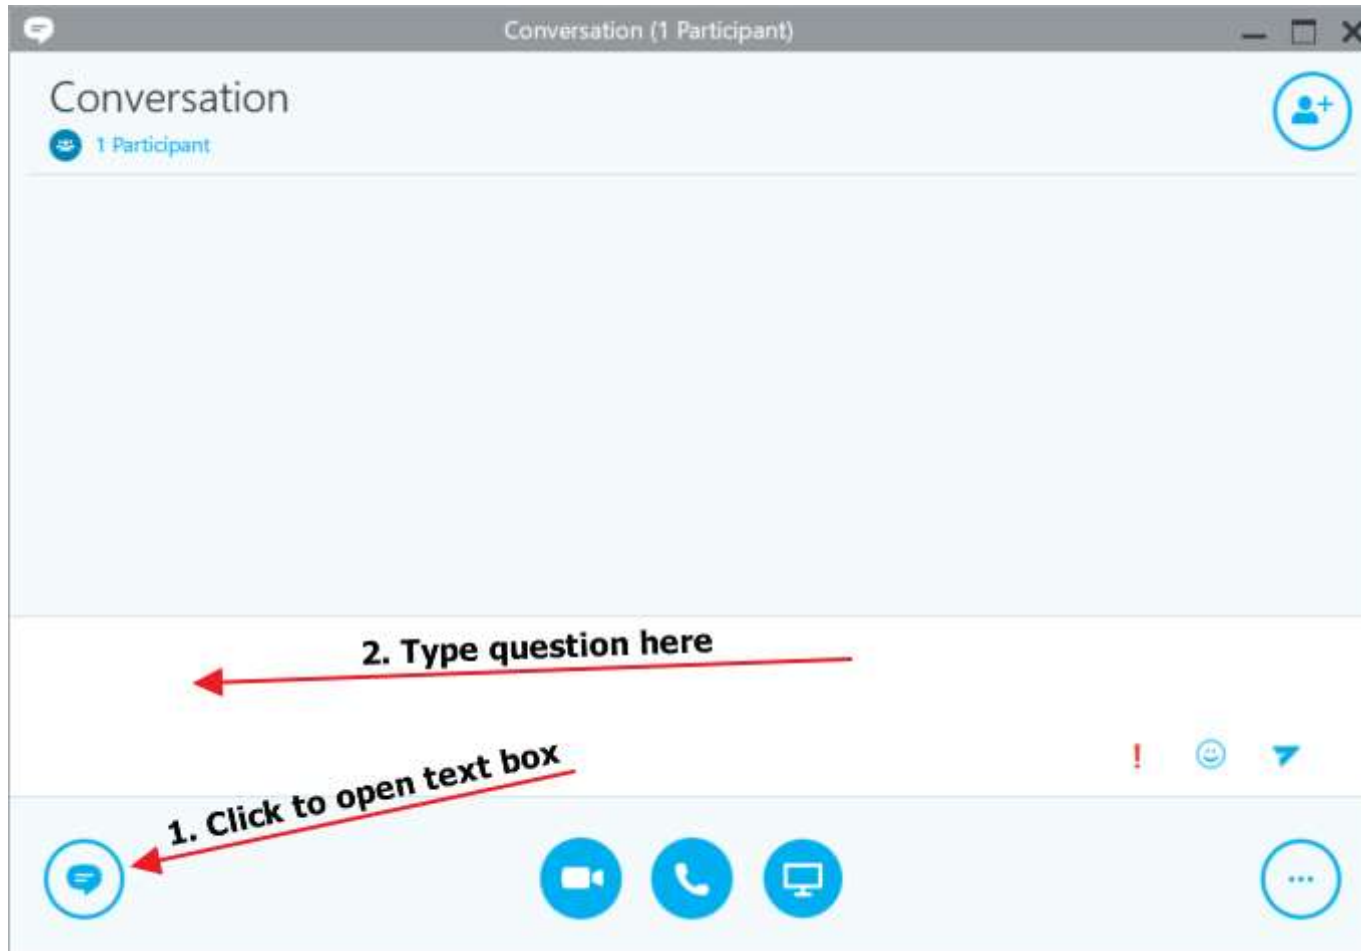 Conversation (1 Participant)
Conversation
1 Participant
2. Type question here
1. Click to open text box